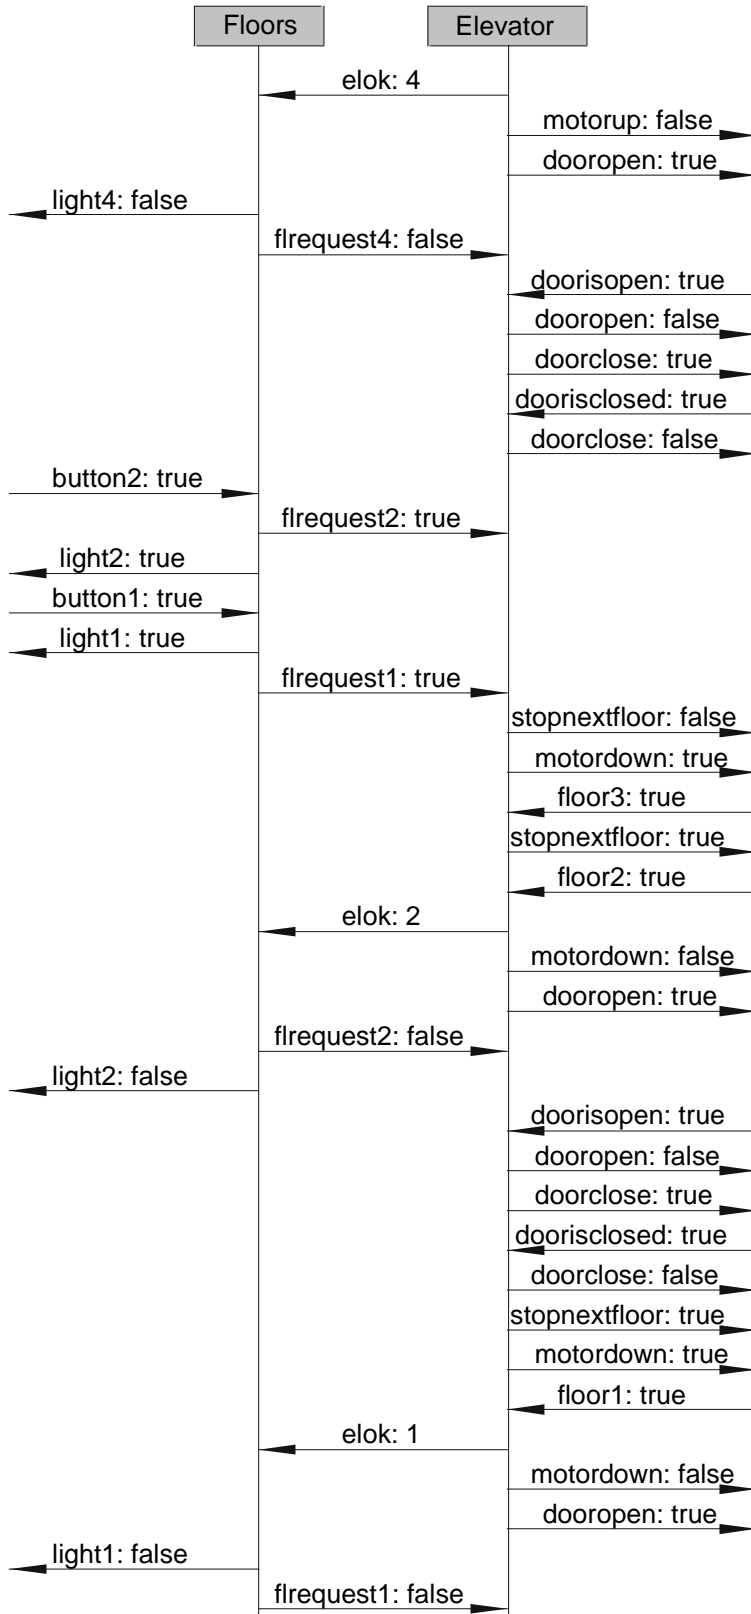 Floors
Elevator
elok: 4
motorup: false
dooropen: true
light4: false
flrequest4: false
doorisopen: true
dooropen: false
doorclose: true
doorisclosed: true
doorclose: false
button2: true
flrequest2: true
light2: true
button1: true
light1: true
flrequest1: true
stopnextfloor: false
motordown: true
floor3: true
stopnextfloor: true
floor2: true
elok: 2
motordown: false
dooropen: true
flrequest2: false
light2: false
doorisopen: true
dooropen: false
doorclose: true
doorisclosed: true
doorclose: false
stopnextfloor: true
motordown: true
floor1: true
elok: 1
motordown: false
dooropen: true
light1: false
flrequest1: false